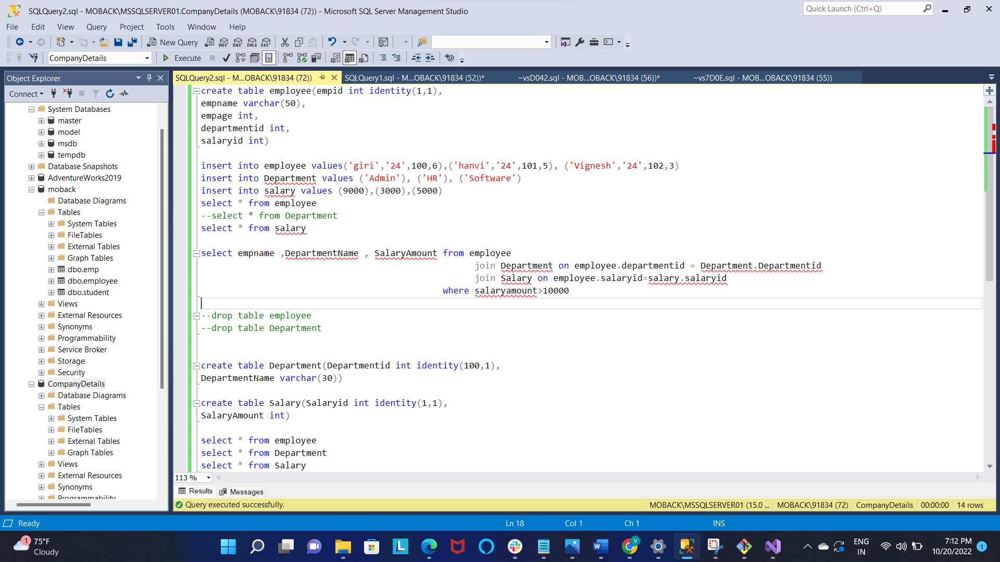 SQLQuery2.sql - MOBACK\MSSQLSERVER01.CompanyDetails (MOBACK\91834 (72)) - Microsoft SQL Server Management Studio
Quick Launch (Ctrl+Q)
File Edit View Query Project Tools Window Help
New Query MDX DMX XMLA DAX
CompanyDetails Execute
Object Explorer
Connect
System Databases
master
model
msdb
tempdb
Database Snapshots
AdventureWorks2019
moback
Database Diagrams
Tables
System Tables
FileTables
External Tables
Graph Tables
dbo.emp
dbo.employee
dbo.student
Views
External Resources
Synonyms
Programmability
Service Broker
Storage
Security
CompanyDetails
Database Diagrams
Tables
System Tables
FileTables
External Tables
Graph Tables
Views
External Resources
Synonyms
Programmability
SQLQuery2.sql - M...OBACK\91834 (72)) SQLQuery1.sql - M...OBACK\91834 (52))* ~vsD042.sql - MOB...OBACK\91834 (56))* ~vs7D0E.sql - MOB...OBACK\91834 (55))
create table employee(empid int identity(1,1),
empname varchar(50),
empage int,
departmentid int,
salaryid int)
insert into employee values('giri','24',100,6),('hanvi','24',101,5), ('Vignesh','24',102,3)
insert into Department values ('Admin'), ('HR'), ('Software')
insert into salary values (9000),(3000),(5000)
select * from employee
--select * from Department
select * from salary
select empname ,DepartmentName , SalaryAmount from employee
join Department on employee.departmentid = Department.Departmentid
join Salary on employee.salaryid=salary.salaryid
where salaryamount>10000
--drop table employee
--drop table Department
create table Department(Departmentid int identity(100,1),
DepartmentName varchar(30))
create table Salary(Salaryid int identity(1,1),
SalaryAmount int)
select * from employee
select * from Department
select * from Salary
113 %
Results Messages
Query executed successfully. MOBACK\MSSQLSERVER01 (15.0 ... MOBACK\91834 (72) CompanyDetails 00:00:00 14 rows
Ready Ln 18 Col 1 Ch 1 INS
1 75°F
Cloudy
L
W
V
ENG
IN
7:12 PM
10/20/2022
1